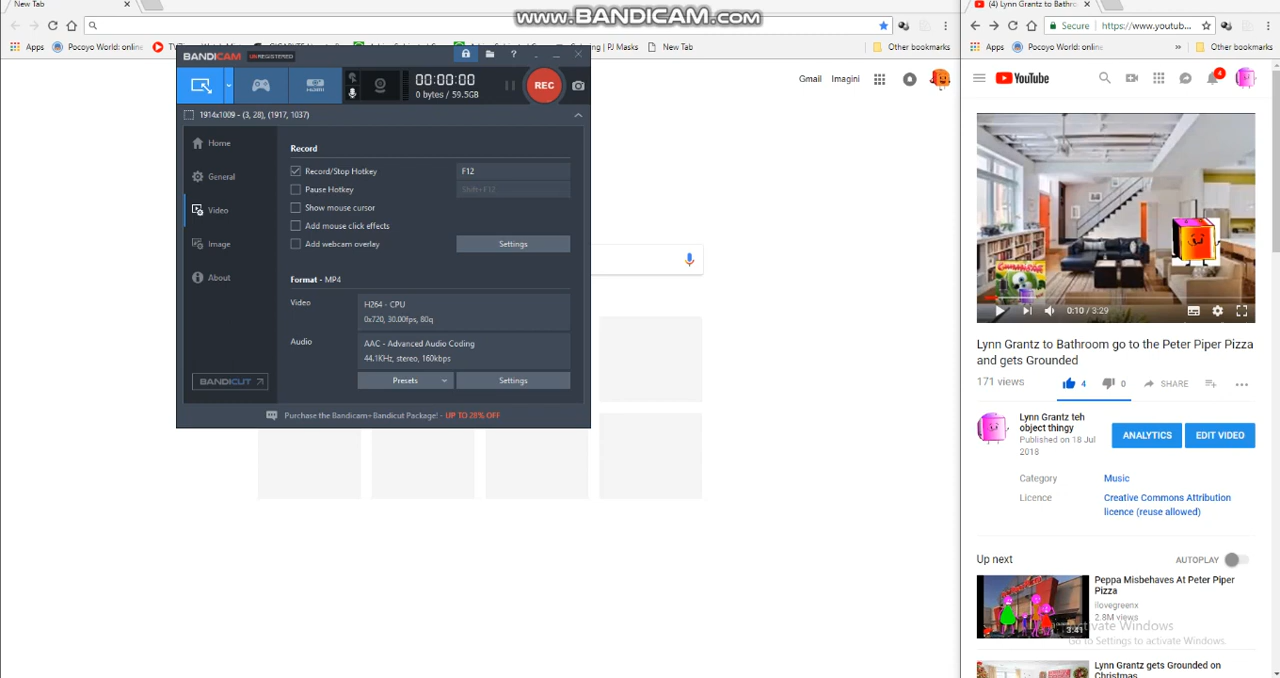 New Tab
www.BANDICAM.com
(4) Lynn Grantz to Bathro
Secure https://www.youtub...
Apps Pocoyo World: online PJ Masks New Tab Other bookmarks
Apps Pocoyo World: online » Other bookmarks
BANDICAM UNREGISTERED
00:00:00
0 bytes / 59.5GB
REC
HDMI
1914x1009 - (3, 28), (1917, 1037)
Home
General
Video
Image
About
BANDICUT
Record
Record/Stop Hotkey F12
Pause Hotkey Shift+F12
Show mouse cursor
Add mouse click effects
Add webcam overlay Settings
Format - MP4
Video H264 - CPU
0x720, 30.00fps, 80q
Audio AAC - Advanced Audio Coding
44.1KHz, stereo, 160kbps
Presets Settings
Purchase the Bandicam+Bandicut Package! - UP TO 28% OFF
Gmail Imagini
YouTube 4
0:10 / 3:29
Lynn Grantz to Bathroom go to the Peter Piper Pizza
and gets Grounded
171 views 4 0 SHARE
Lynn Grantz teh
object thingy
Published on 18 Jul
2018
ANALYTICS EDIT VIDEO
Category Music
Licence Creative Commons Attribution
licence (reuse allowed)
Up next AUTOPLAY
Peppa Misbehaves At Peter Piper
Pizza
ilovegreenx
2.8M views
3:41
Activate Windows
Go to Settings to activate Windows.
Lynn Grantz gets Grounded on
Christmas